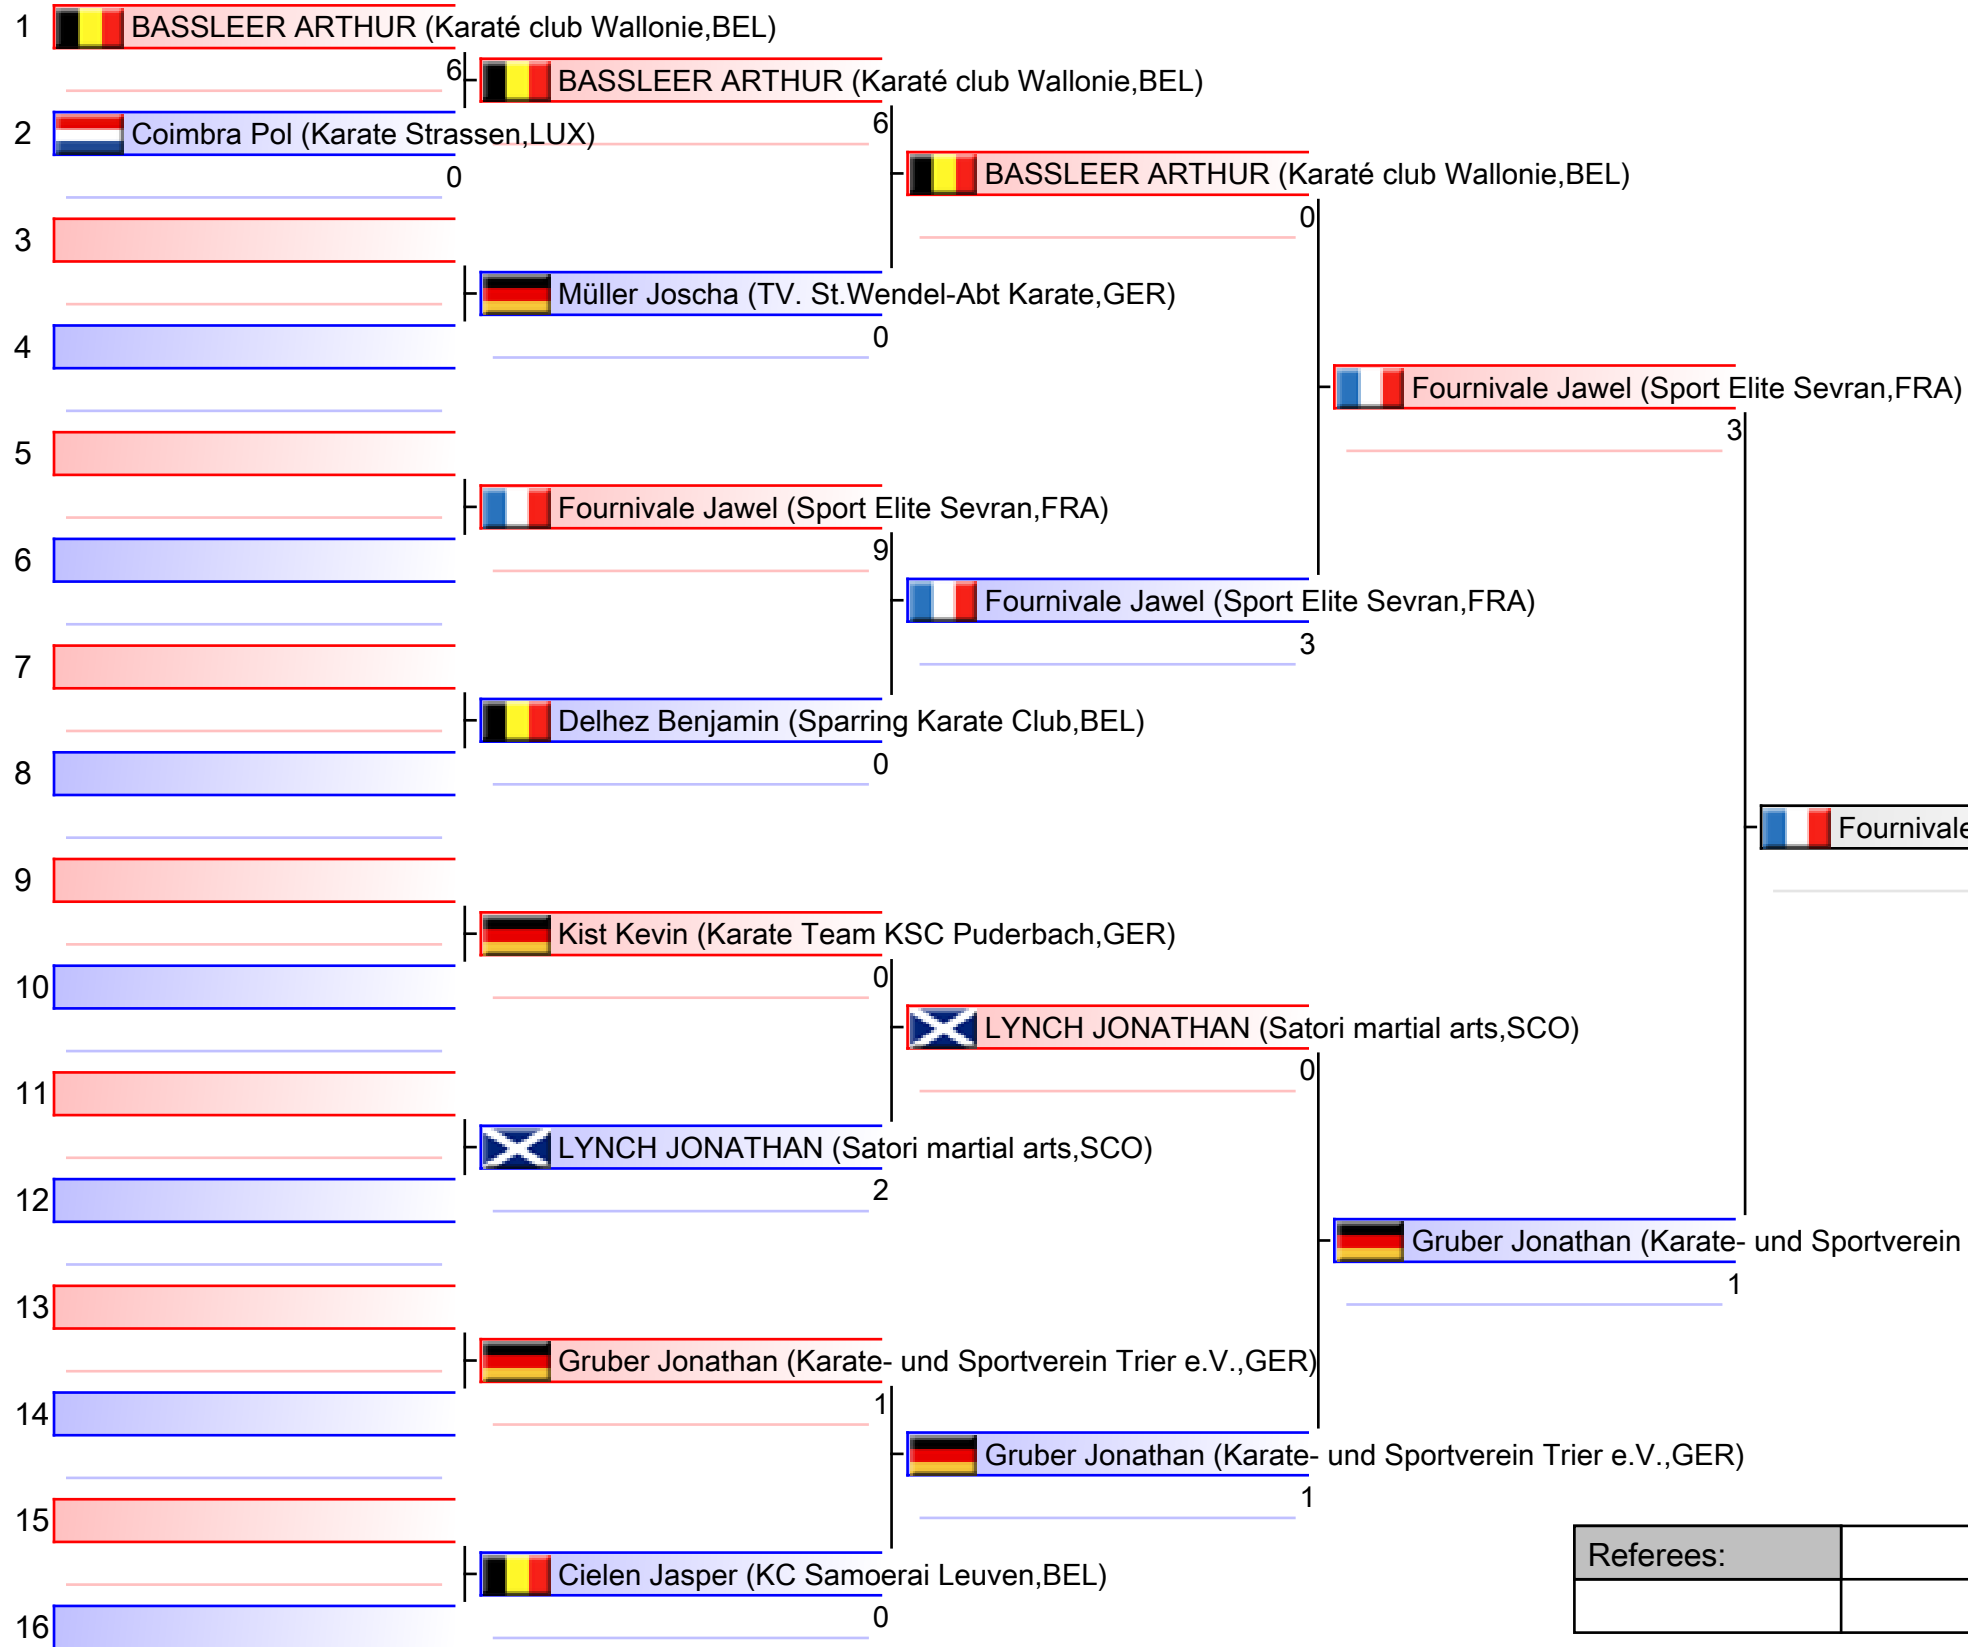 1 BASSLEER ARTHUR (Karaté club Wallonie,BEL)
6 BASSLEER ARTHUR (Karaté club Wallonie,BEL)
2 Coimbra Pol (Karate Strassen,LUX)
6
0
BASSLEER ARTHUR (Karaté club Wallonie,BEL)
0
3
Müller Joscha (TV. St.Wendel-Abt Karate,GER)
0
4
Fournivale Jawel (Sport Elite Sevran,FRA)
3
5
Fournivale Jawel (Sport Elite Sevran,FRA)
9
6
Fournivale Jawel (Sport Elite Sevran,FRA)
3
7
Delhez Benjamin (Sparring Karate Club,BEL)
0
8
Fournivale
9
Kist Kevin (Karate Team KSC Puderbach,GER)
0
10
LYNCH JONATHAN (Satori martial arts,SCO)
0
11
LYNCH JONATHAN (Satori martial arts,SCO)
2
12
Gruber Jonathan (Karate- und Sportverein
1
13
Gruber Jonathan (Karate- und Sportverein Trier e.V.,GER)
1
14
Gruber Jonathan (Karate- und Sportverein Trier e.V.,GER)
1
15
Referees:
Cielen Jasper (KC Samoerai Leuven,BEL)
0
16